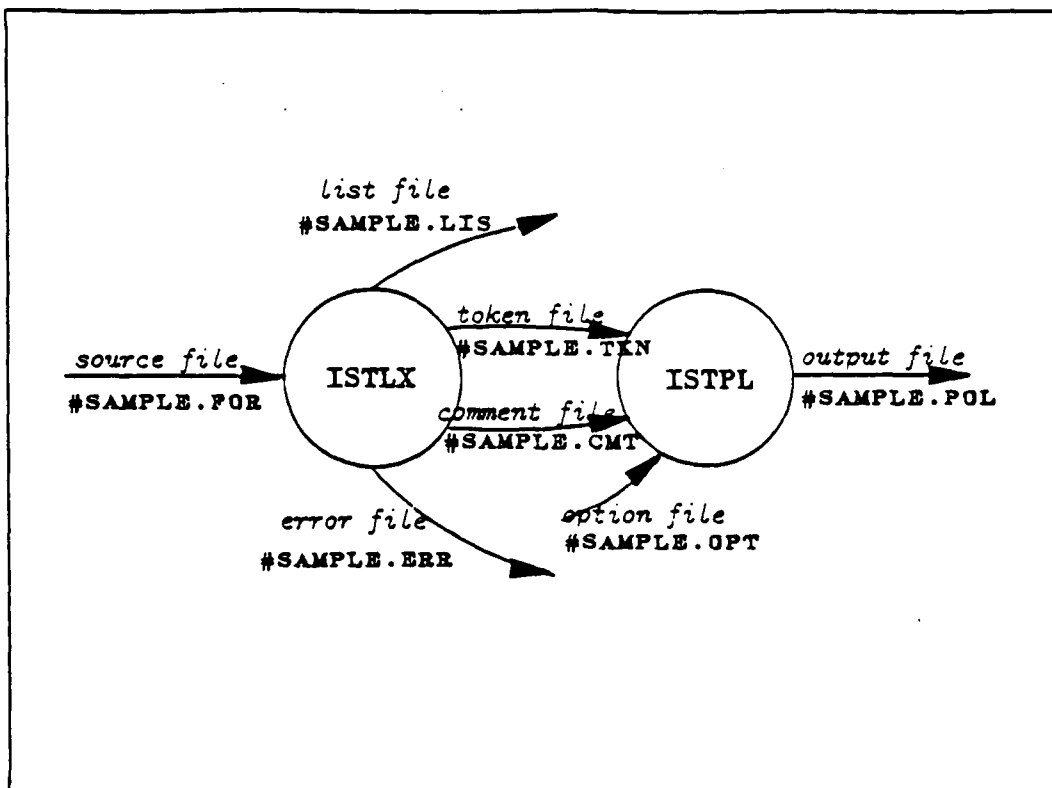 list file
#SAMPLE.LIS
token file
#SAMPLE.TKN
source file
#SAMPLE.FOR
ISTLX
ISTPL
output file
#SAMPLE.POL
comment file
#SAMPLE.CMT
error file
#SAMPLE.ERR
option file
#SAMPLE.OPT